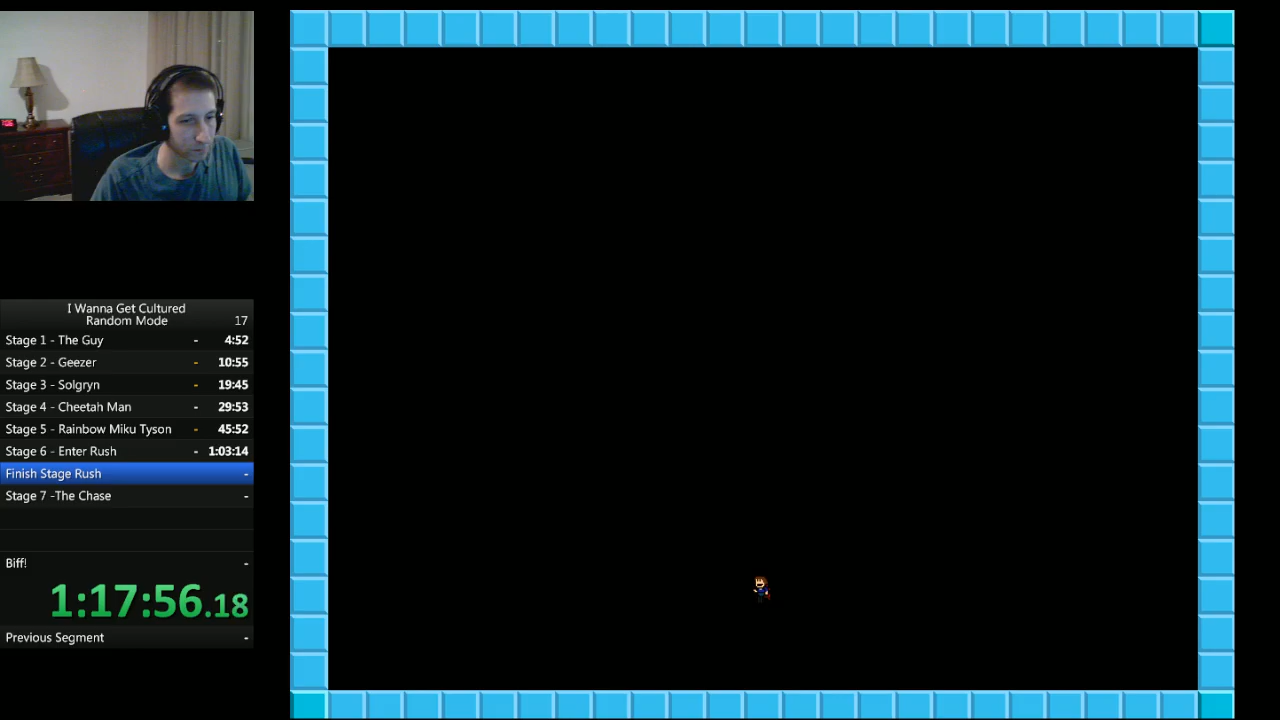 I Wanna Get Cultured
Random Mode 17
Stage 1 - The Guy - 4:52
Stage 2 - Geezer - 10:55
Stage 3 - Solgryn - 19:45
Stage 4 - Cheetah Man - 29:53
Stage 5 - Rainbow Miku Tyson - 45:52
Stage 6 - Enter Rush - 1:03:14
Finish Stage Rush -
Stage 7 -The Chase -
Biff! -
1:17:56.18
Previous Segment -